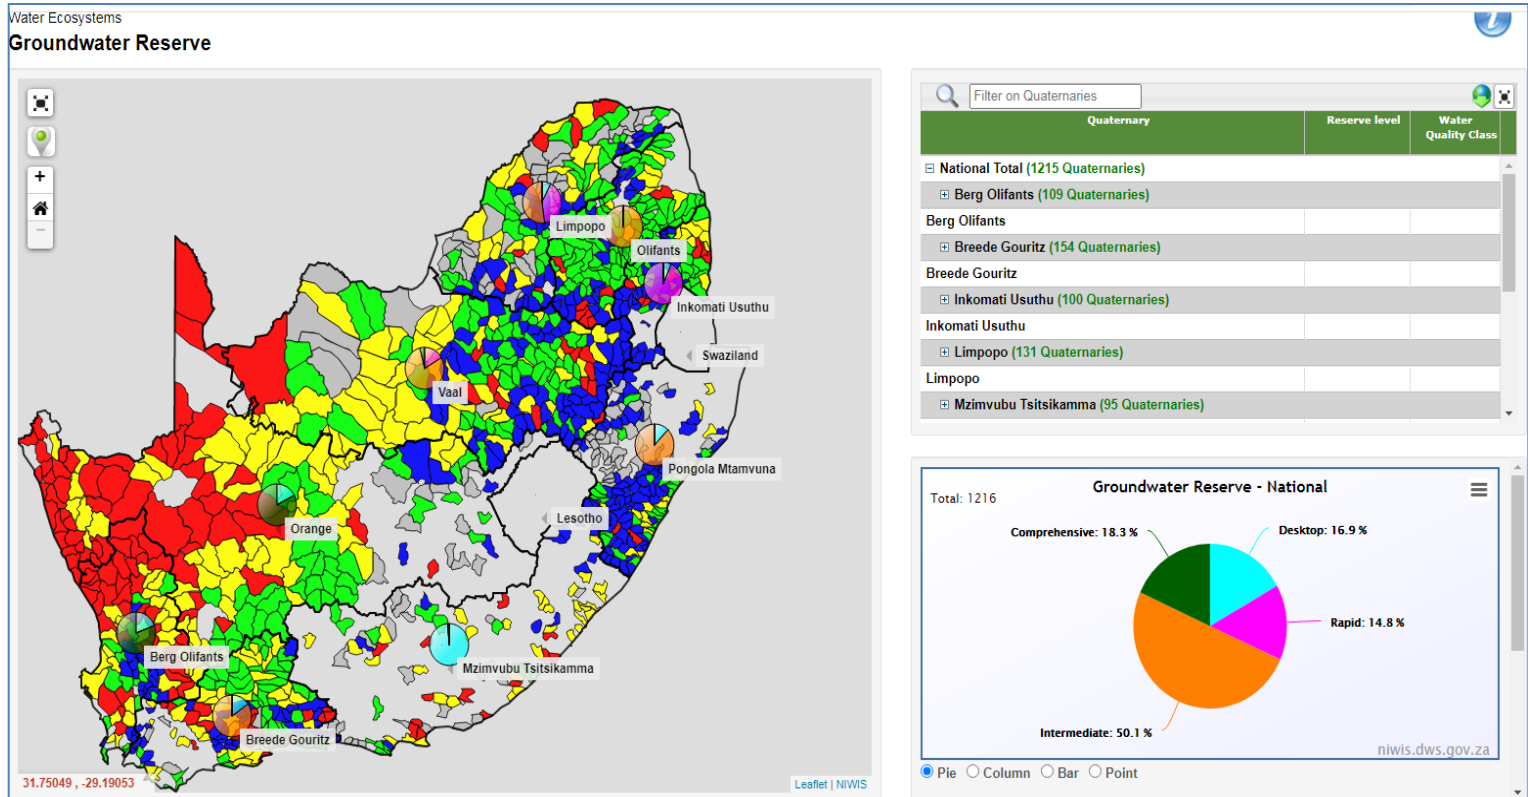 Water Ecosystems
Groundwater Reserve
i
+
−
Limpopo
Olifants
Inkomati Usuthu
Swaziland
Vaal
Pongola Mtamvuna
Orange
Lesotho
Berg Olifants
Mzimvubu Tsitsikamma
Breede Gouritz
31.75049 , -29.19053
Leaflet | NIWIS
Filter on Quaternaries
Quaternary Reserve level Water
Quality Class
National Total (1215 Quaternaries)
Berg Olifants (109 Quaternaries)
Berg Olifants
Breede Gouritz (154 Quaternaries)
Breede Gouritz
Inkomati Usuthu (100 Quaternaries)
Inkomati Usuthu
Limpopo (131 Quaternaries)
Limpopo
Mzimvubu Tsitsikamma (95 Quaternaries)
Groundwater Reserve - National
Total: 1216
Comprehensive: 18.3 %
Desktop: 16.9 %
Rapid: 14.8 %
Intermediate: 50.1 %
niwis.dws.gov.za
Pie Column Bar Point